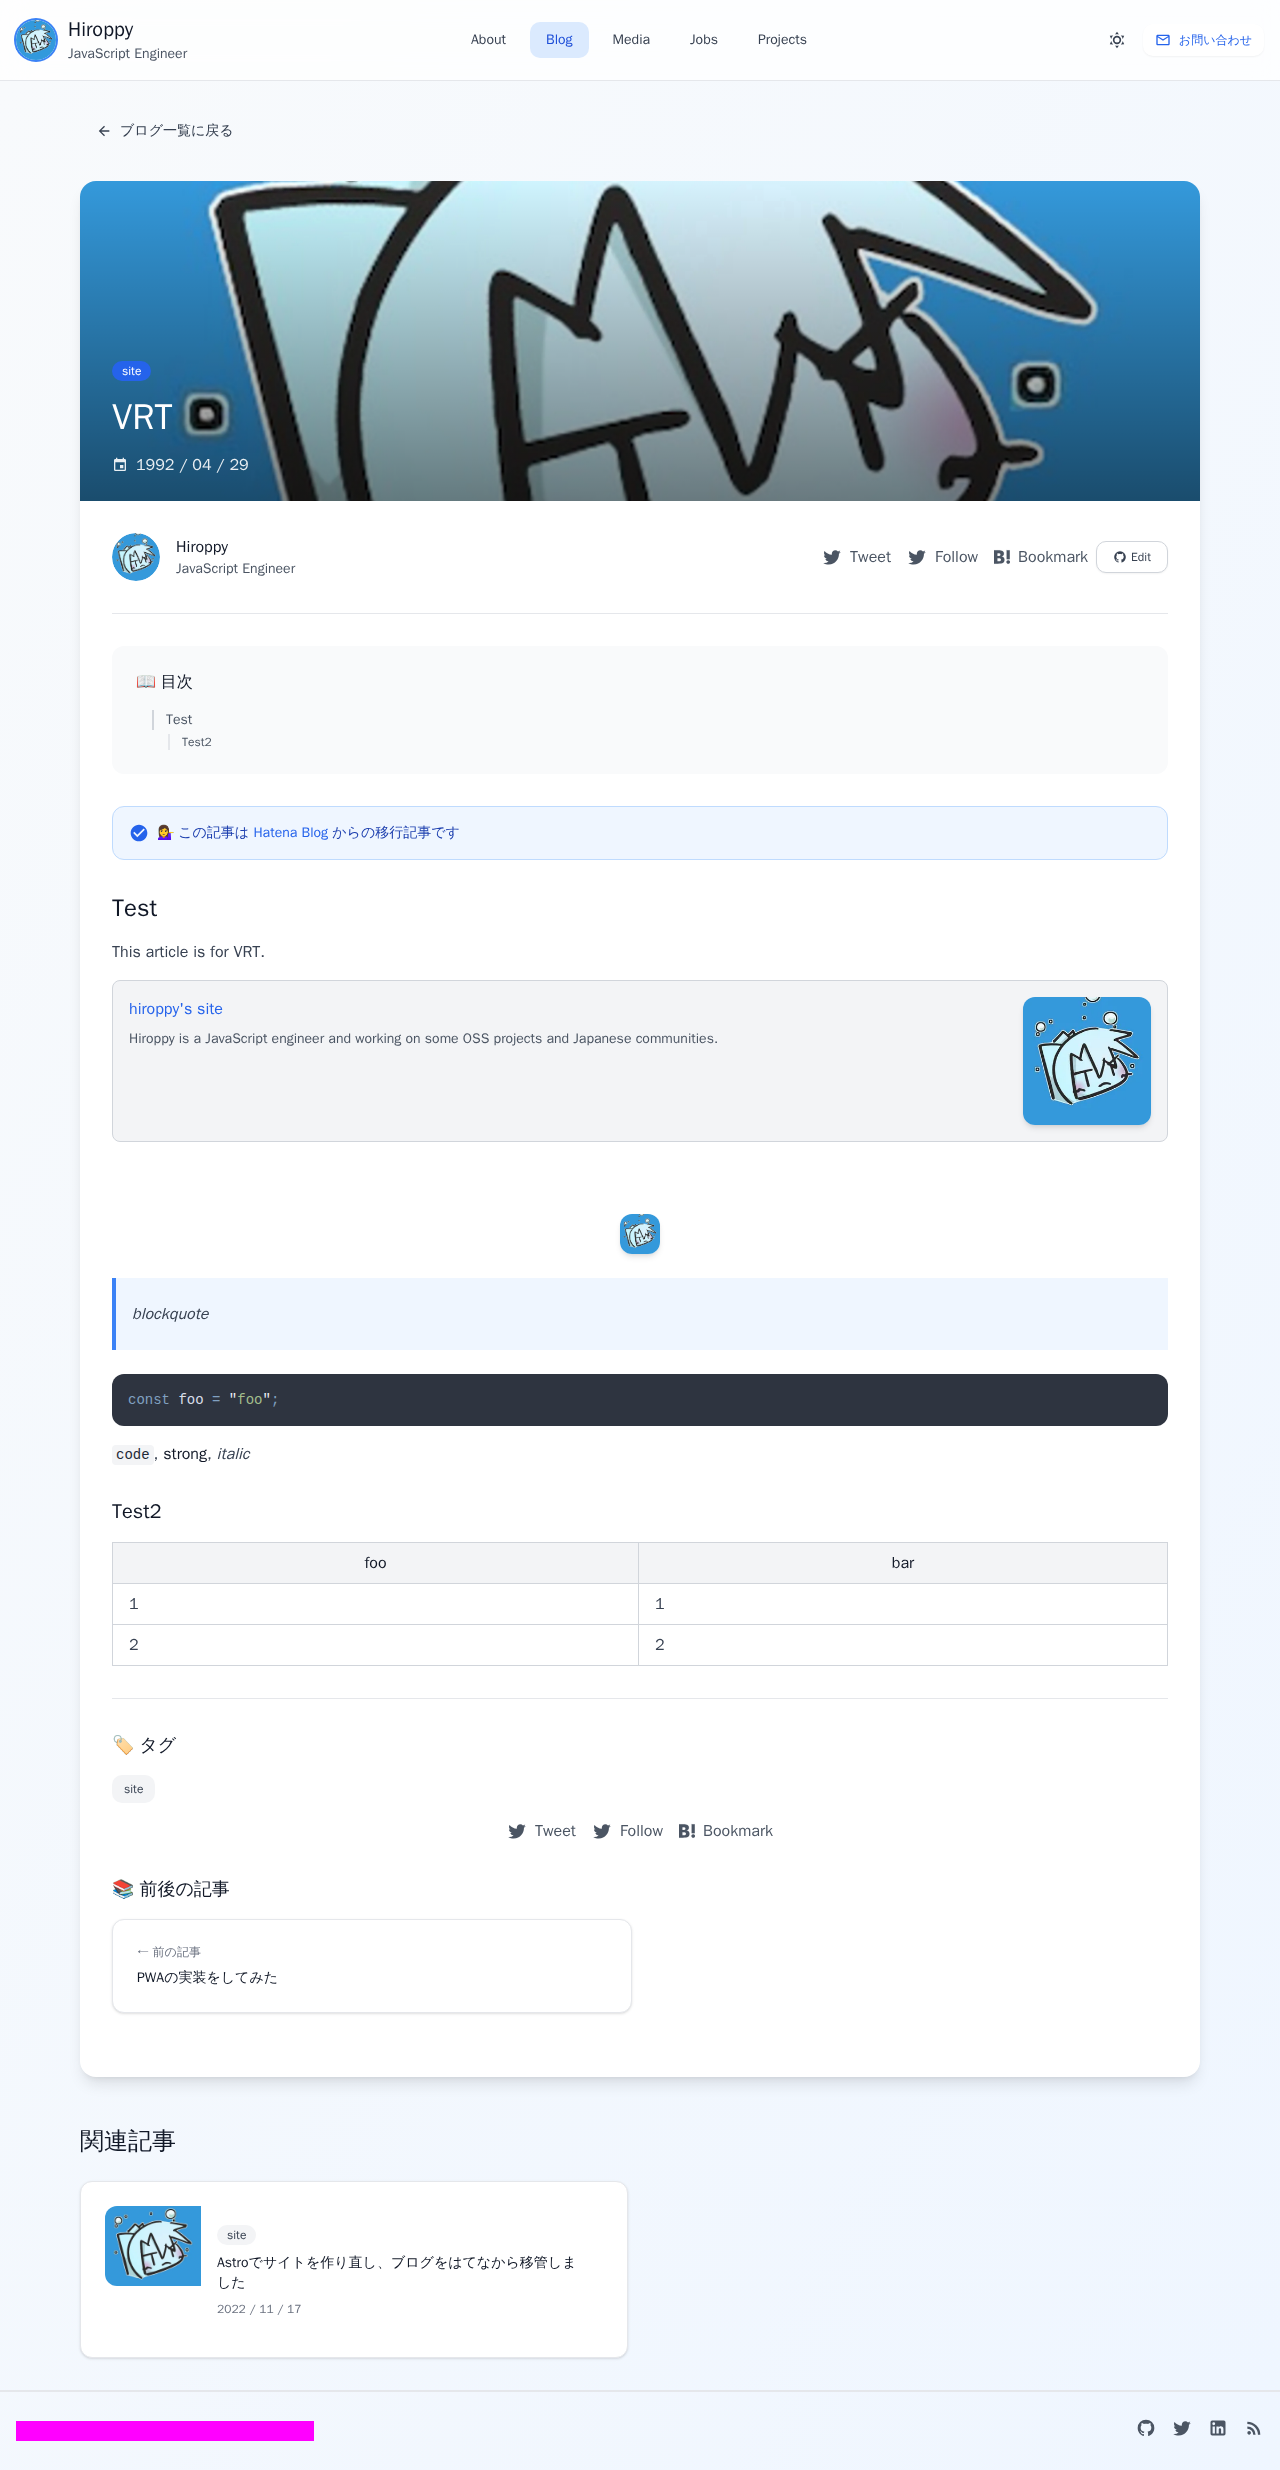 Hiroppy
JavaScript Engineer
About
Blog
Media
Jobs
Projects
お問い合わせ
ブログ一覧に戻る
site
VRT
1992 / 04 / 29
Hiroppy
JavaScript Engineer
Tweet
Follow
B! Bookmark
Edit
📖 目次
Test
Test2
💁‍♀️ この記事は Hatena Blog からの移行記事です
Test
This article is for VRT.
hiroppy's site
Hiroppy is a JavaScript engineer and working on some OSS projects and Japanese communities.
blockquote
const foo = "foo";
code, strong, italic
Test2
foo bar
1 1
2 2
🏷️ タグ
site
Tweet
Follow
B! Bookmark
📚 前後の記事
← 前の記事
PWAの実装をしてみた
関連記事
site
Astroでサイトを作り直し、ブログをはてなから移管しま
した
2022 / 11 / 17